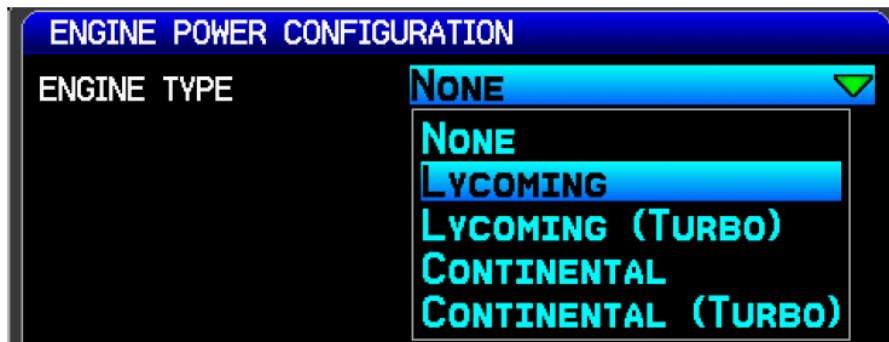 ENGINE POWER CONFIGURATION
ENGINE TYPE NONE
NONE
LYCOMING
LYCOMING (TURBO)
CONTINENTAL
CONTINENTAL (TURBO)